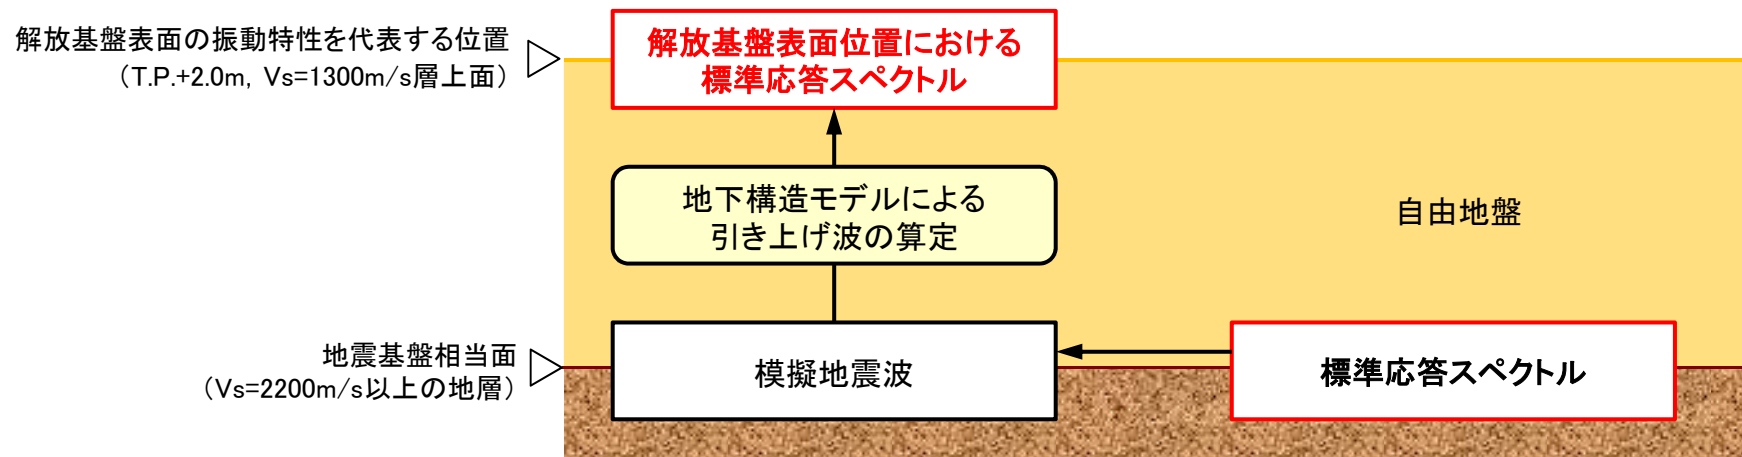 解放基盤表面の振動特性を代表する位置
（T.P.+2.0m, Vs=1300m/s層上面）
解放基盤表面位置における
標準応答スペクトル
地下構造モデルによる
引き上げ波の算定
自由地盤
地震基盤相当面
（Vs=2200m/s以上の地層）
模擬地震波
標準応答スペクトル